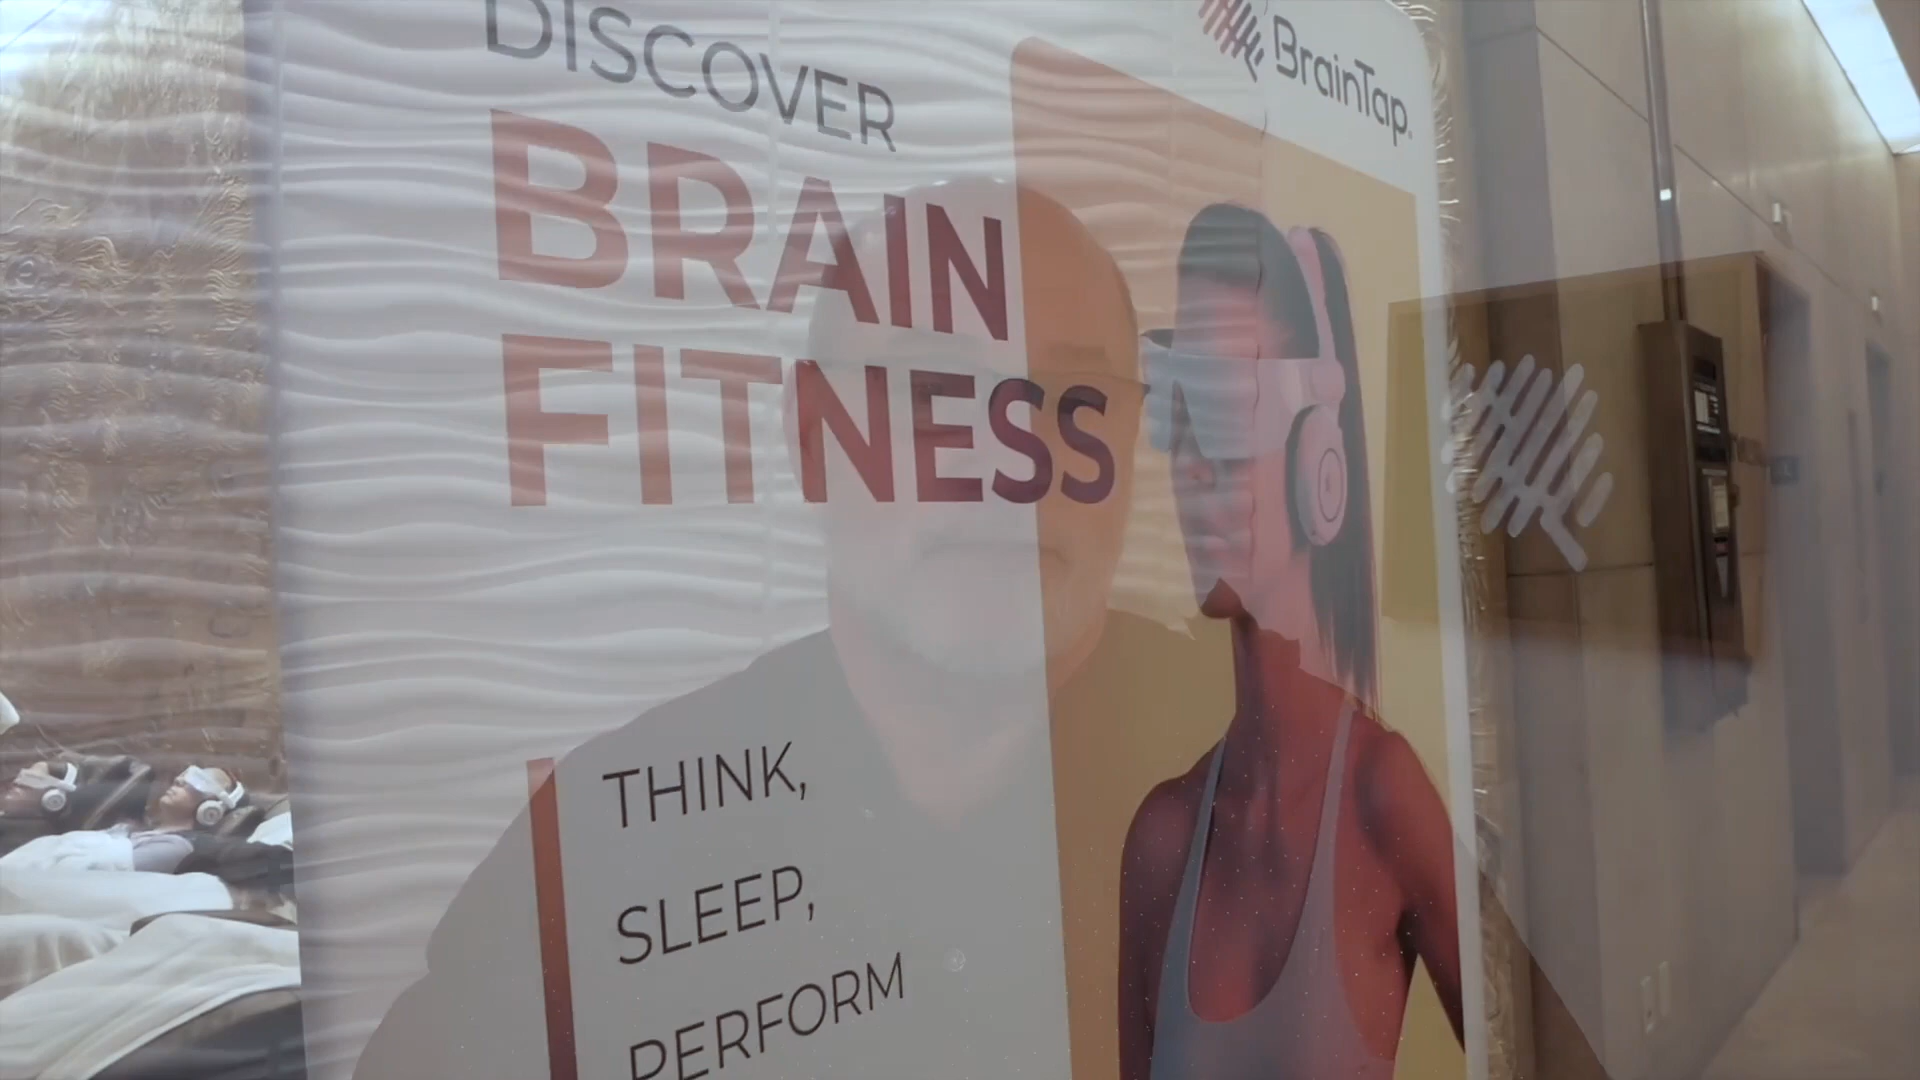 DISCOVER
BRAIN
FITNESS
BrainTap.
THINK,
SLEEP,
PERFORM